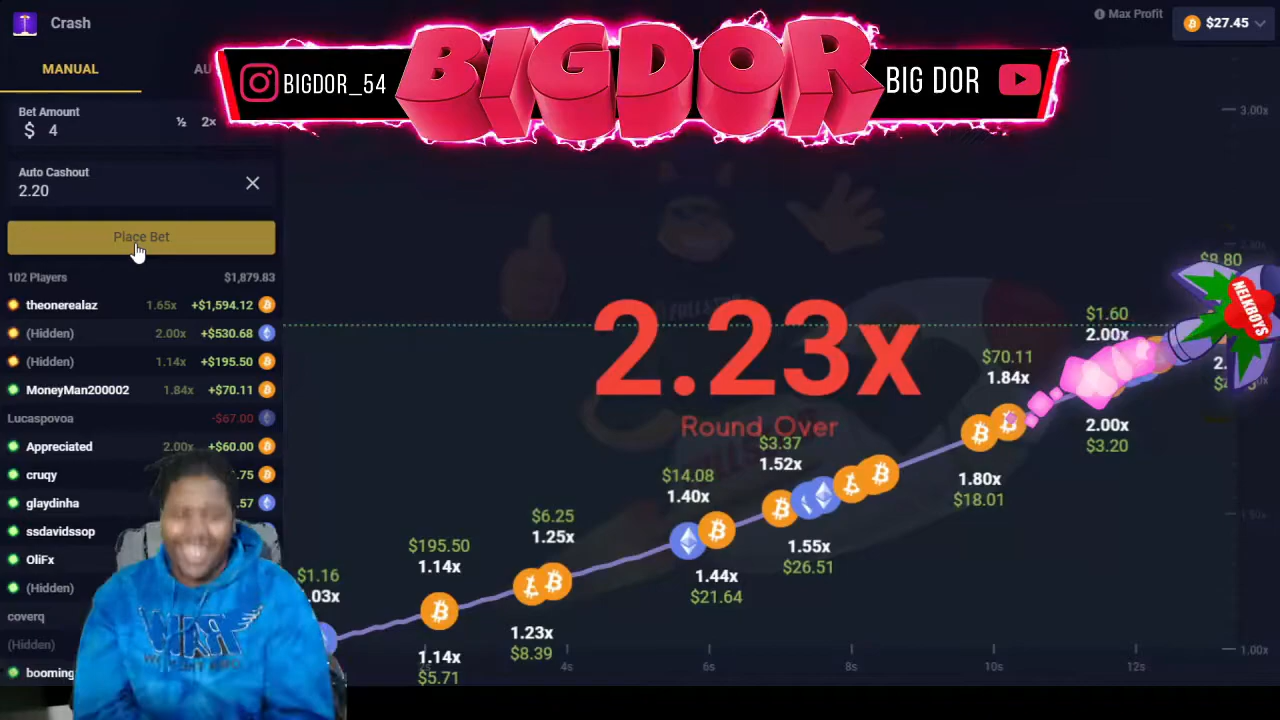 Crash
Max Profit
$27.45
MANUAL
AU
BIGDOR_54
BIGDOR
BIG DOR
Bet Amount
$ 4
½ 2x
Auto Cashout
2.20
Place Bet
102 Players $1,879.83
theonerealaz 1.65x +$1,594.12
(Hidden) 2.00x +$530.68
(Hidden) 1.14x +$195.50
MoneyMan200002 1.84x +$70.11
Lucaspovoa -$67.00
Appreciated 2.00x +$60.00
cruqy .75
glaydinha .57
ssdavidssop
OliFx
(Hidden)
coverq
(Hidden)
booming
2.23x
Round Over
3.00x
$8.80
NELKBOYS
$1.60
2.00x
$70.11
1.84x
2.00x
$3.20
$3.37
1.52x
$14.08
1.40x
1.80x
$18.01
1.55x
$26.51
$6.25
1.25x
1.44x
$21.64
$195.50
1.14x
1.23x
$8.39
$1.16
.03x
1.14x
$5.71
1.00x
4s
6s
8s
10s
12s